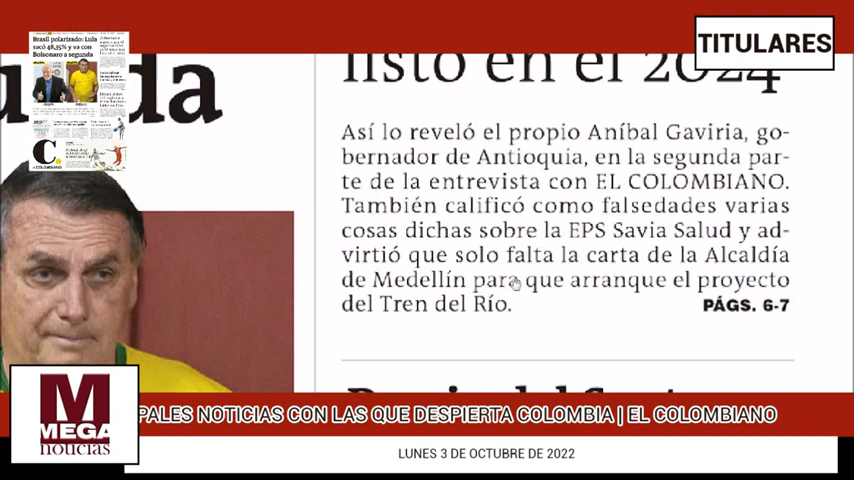 Brasil polarizado: Lula
sacó 48,35% y va con
Bolsonaro a segunda
C
EL COLOMBIANO
TITULARES
da
listo en el 2024
Así lo reveló el propio Aníbal Gaviria, go-
bernador de Antioquia, en la segunda par-
te de la entrevista con EL COLOMBIANO.
También calificó como falsedades varias
cosas dichas sobre la EPS Savia Salud y ad-
virtió que solo falta la carta de la Alcaldía
de Medellín para que arranque el proyecto
del Tren del Río. PÁGS. 6-7
M
MEGA
noticias
PALES NOTICIAS CON LAS QUE DESPIERTA COLOMBIA | EL COLOMBIANO
LUNES 3 DE OCTUBRE DE 2022